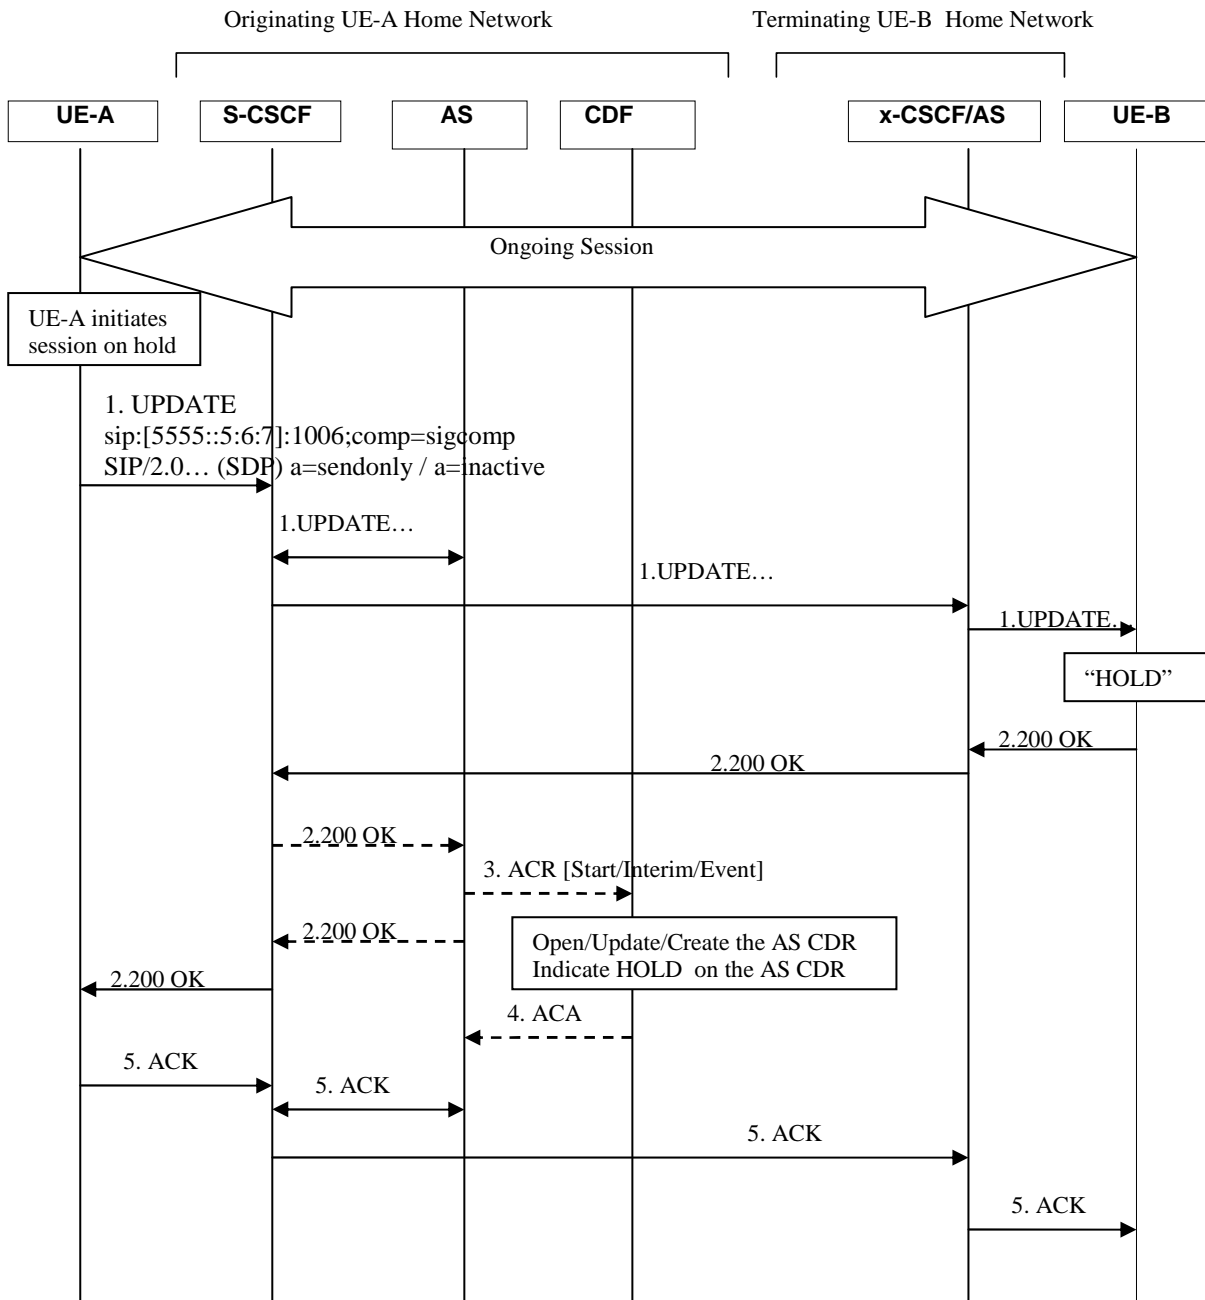 Originating UE-A Home Network
Terminating UE-B Home Network
UE-A
S-CSCF
AS
CDF
x-CSCF/AS
UE-B
Ongoing Session
UE-A initiates
session on hold
1. UPDATE
sip:[5555::5:6:7]:1006;comp=sigcomp
SIP/2.0… (SDP) a=sendonly / a=inactive
1.UPDATE…
1.UPDATE…
1.UPDATE…
“HOLD”
2.200 OK
2.200 OK
2.200 OK
3. ACR [Start/Interim/Event]
2.200 OK
Open/Update/Create the AS CDR
Indicate HOLD on the AS CDR
2.200 OK
4. ACA
5. ACK
5. ACK
5. ACK
5. ACK